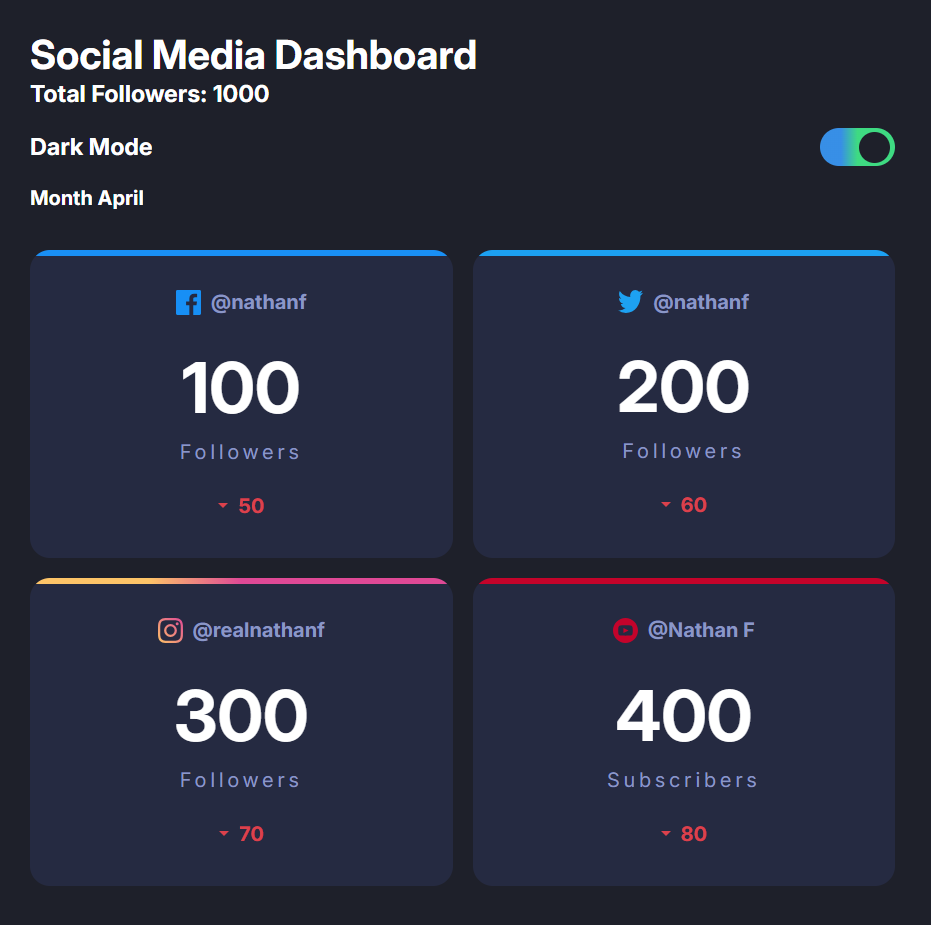 Social Media Dashboard
Total Followers: 1000
Dark Mode
Month April
@nathanf
100
Followers
50
@nathanf
200
Followers
60
@realnathanf
300
Followers
70
@Nathan F
400
Subscribers
80